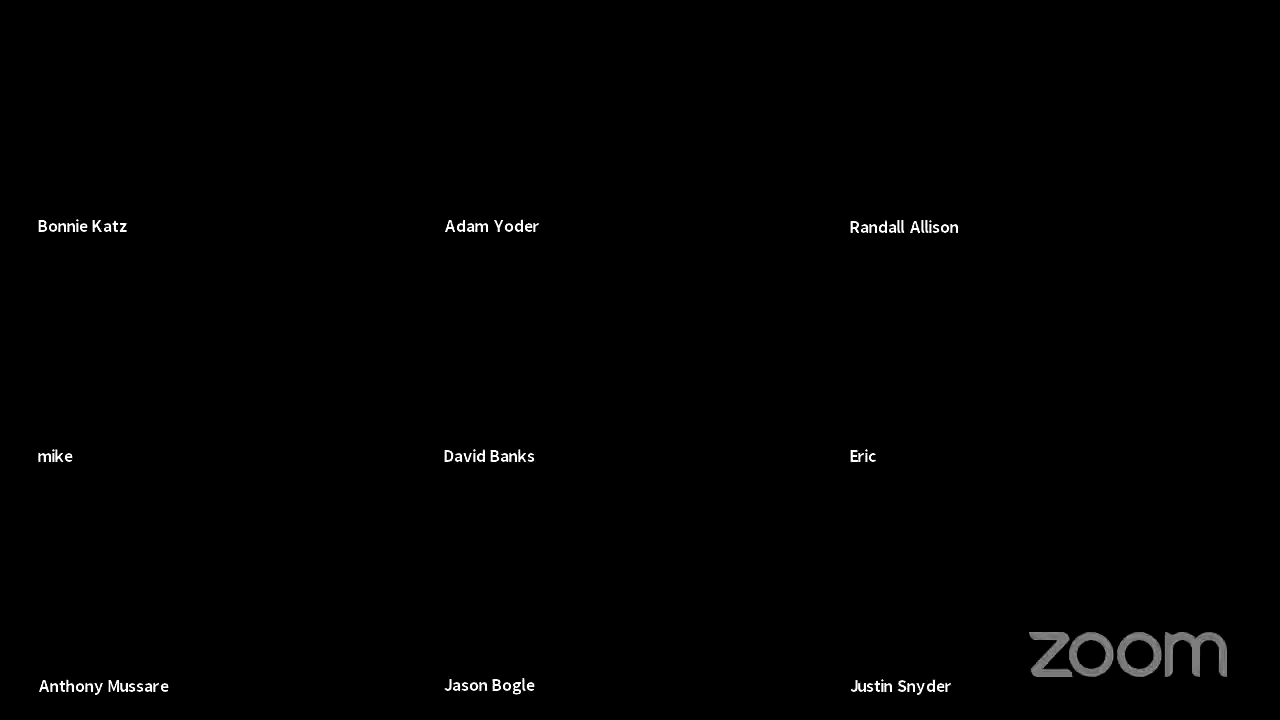 Bonnie Katz
Adam Yoder
Randall Allison
mike
David Banks
Eric
Anthony Mussare
Jason Bogle
Justin Snyder
zoom